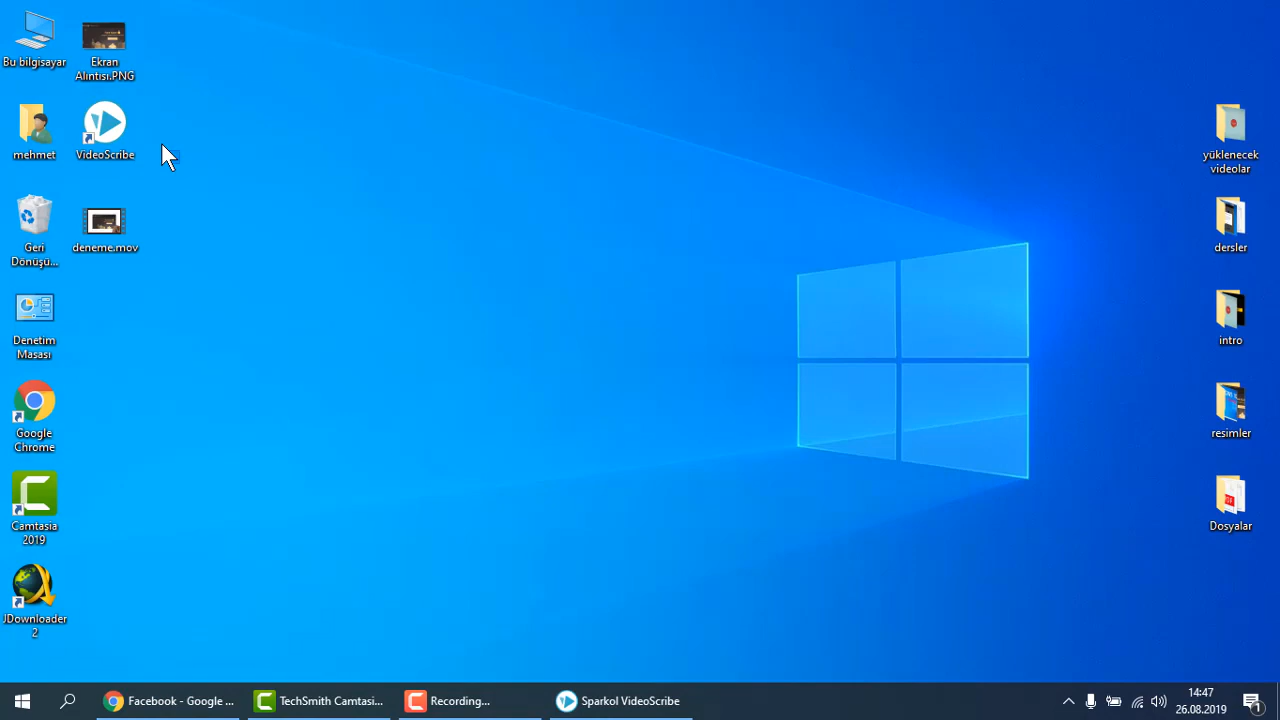 Bu bilgisayar
Ekran
Alıntısı.PNG
mehmet
VideoScribe
yüklenecek
videolar
Geri
Dönüşü...
deneme.mov
dersler
Denetim
Masası
intro
Google
Chrome
resimler
Camtasia
2019
Dosyalar
JDownloader
2
Facebook - Google ...
TechSmith Camtasi...
Recording...
Sparkol VideoScribe
14:47
26.08.2019
1